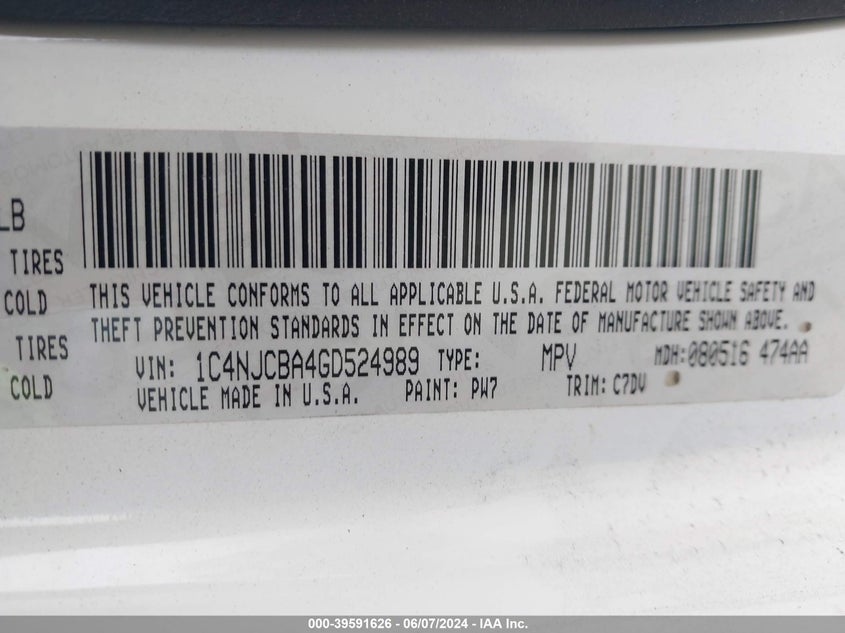 LB
TIRES
COLD
TIRES
COLD
THIS VEHICLE CONFORMS TO ALL APPLICABLE U.S.A. FEDERAL MOTOR VEHICLE SAFETY AND
THEFT PREVENTION STANDARDS IN EFFECT ON THE DATE OF MANUFACTURE SHOWN ABOVE.
VIN: 1C4NJCBA4GD524989 TYPE: MPV MDH:080516 474AA
VEHICLE MADE IN U.S.A. PAINT: PW7 TRIM: C7DV
000-39591626 - 06/07/2024 - IAA Inc.